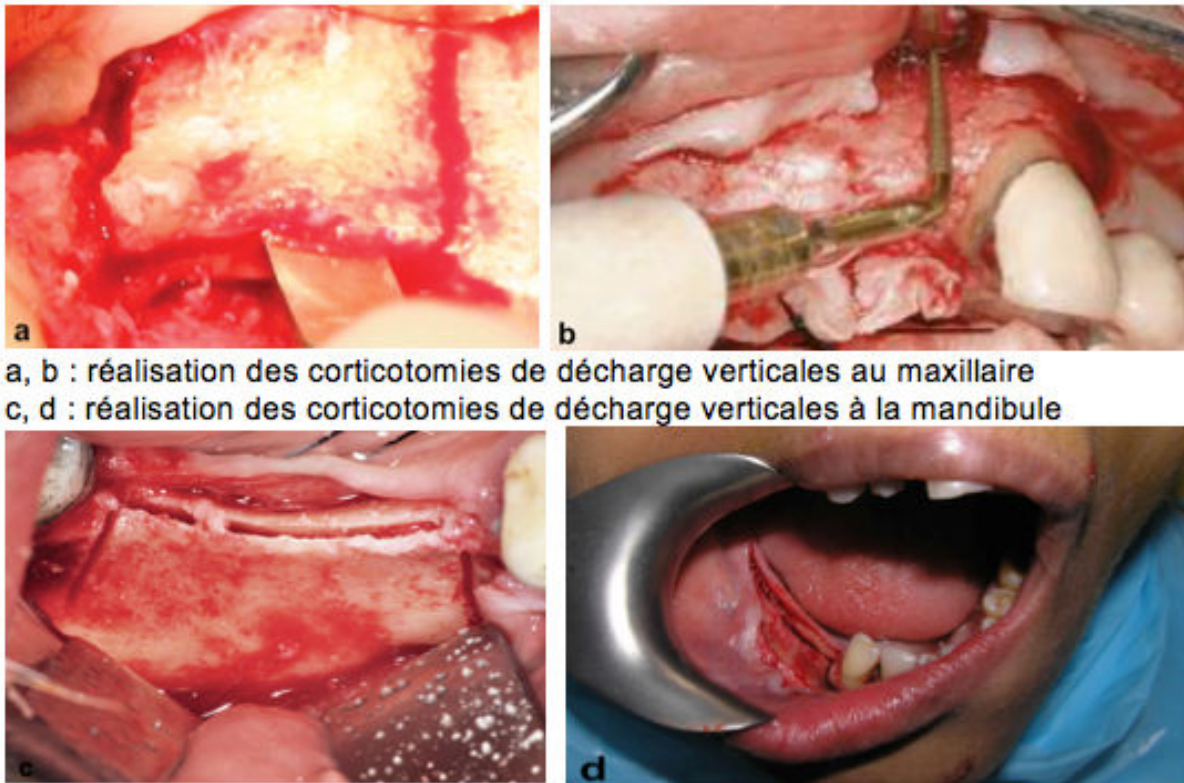 a
b
a, b : réalisation des corticotomies de décharge verticales au maxillaire
c, d : réalisation des corticotomies de décharge verticales à la mandibule
c
d